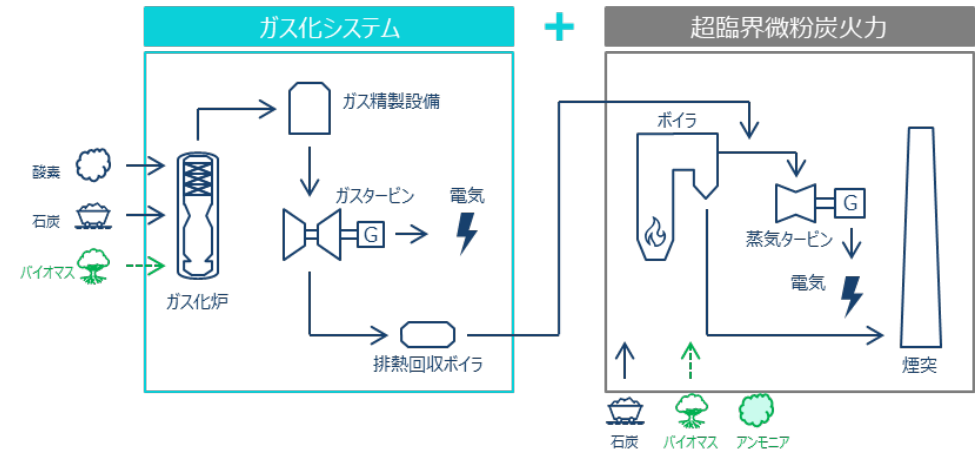 ガス化システム
+
超臨界微粉炭火力
ガス精製設備
ボイラ
酸素
ガスタービン
電気
石炭
G
G
蒸気タービン
バイオマス
ガス化炉
電気
排熱回収ボイラ
煙突
石炭
バイオマス
アンモニア